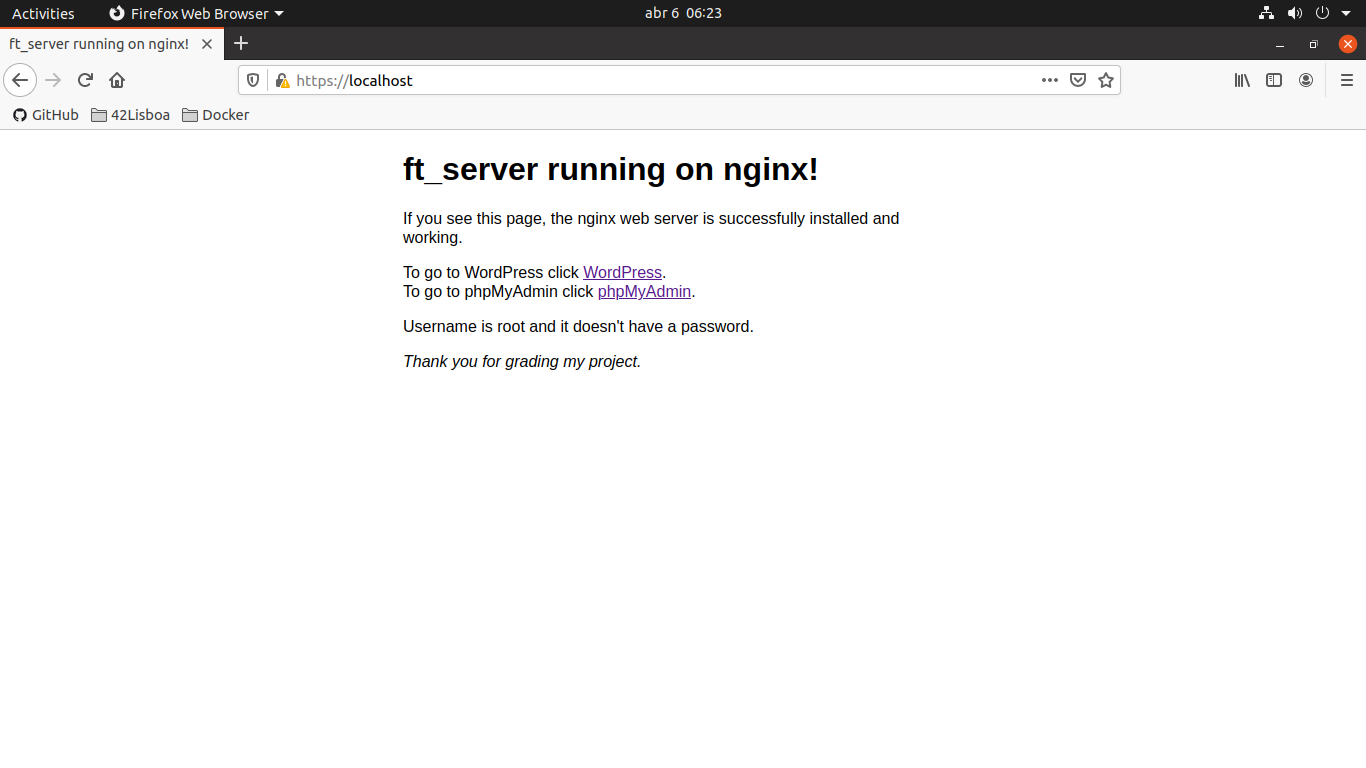 Activities
Firefox Web Browser
abr 6 06:23
ft_server running on nginx!
https://localhost
GitHub
42Lisboa
Docker
ft_server running on nginx!
If you see this page, the nginx web server is successfully installed and
working.
To go to WordPress click WordPress.
To go to phpMyAdmin click phpMyAdmin.
Username is root and it doesn't have a password.
Thank you for grading my project.